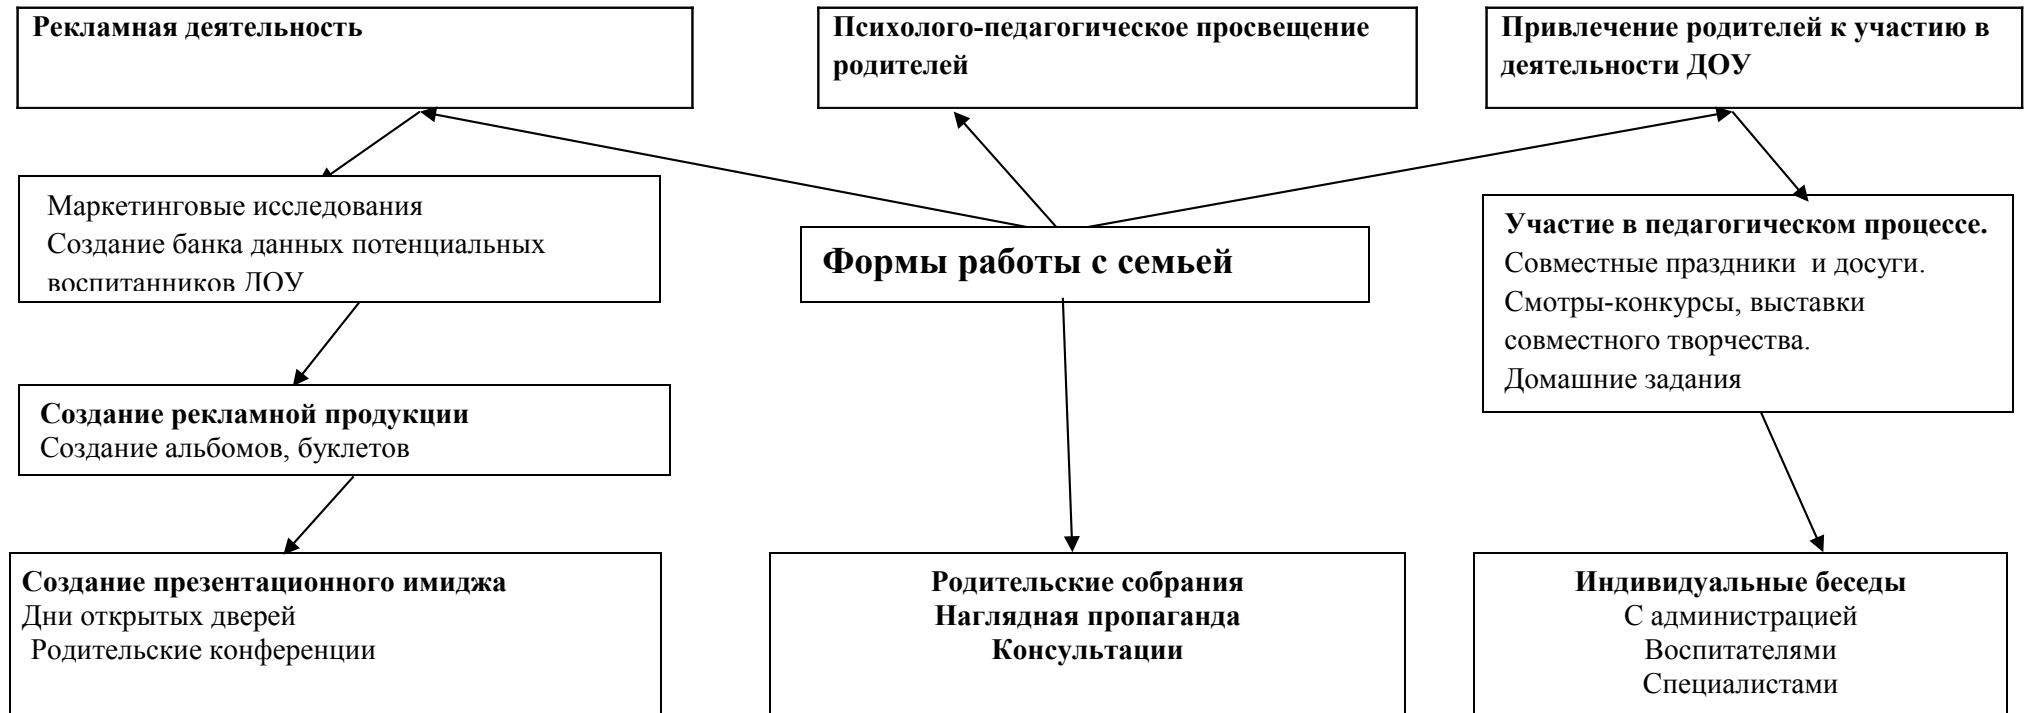 Рекламная деятельность
Психолого-педагогическое просвещение
родителей
Привлечение родителей к участию в
деятельности ДОУ
Маркетинговые исследования
Создание банка данных потенциальных
воспитанников ДОУ
Формы работы с семьей
Участие в педагогическом процессе.
Совместные праздники и досуги.
Смотры-конкурсы, выставки
совместного творчества.
Домашние задания
Создание рекламной продукции
Создание альбомов, буклетов
Создание презентационного имиджа
Дни открытых дверей
Родительские конференции
Родительские собрания
Наглядная пропаганда
Консультации
Индивидуальные беседы
С администрацией
Воспитателями
Специалистами